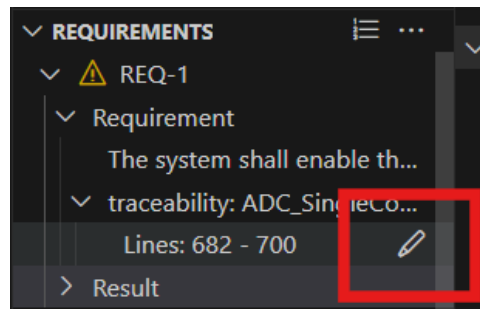 REQUIREMENTS
REQ-1
Requirement
The system shall enable th...
traceability: ADC_SingleCo...
Lines: 682 - 700
Result